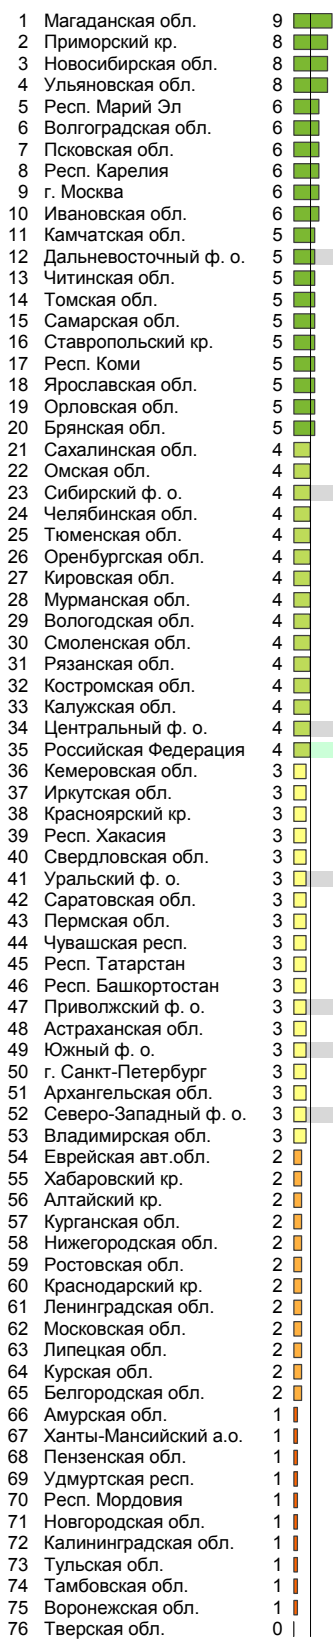 1 Магаданская обл. 9
2 Приморский кр. 8
3 Новосибирская обл. 8
4 Ульяновская обл. 8
5 Респ. Марий Эл 6
6 Волгоградская обл. 6
7 Псковская обл. 6
8 Респ. Карелия 6
9 г. Москва 6
10 Ивановская обл. 6
11 Камчатская обл. 5
12 Дальневосточный ф. о. 5
13 Читинская обл. 5
14 Томская обл. 5
15 Самарская обл. 5
16 Ставропольский кр. 5
17 Респ. Коми 5
18 Ярославская обл. 5
19 Орловская обл. 5
20 Брянская обл. 5
21 Сахалинская обл. 4
22 Омская обл. 4
23 Сибирский ф. о. 4
24 Челябинская обл. 4
25 Тюменская обл. 4
26 Оренбургская обл. 4
27 Кировская обл. 4
28 Мурманская обл. 4
29 Вологодская обл. 4
30 Смоленская обл. 4
31 Рязанская обл. 4
32 Костромская обл. 4
33 Калужская обл. 4
34 Центральный ф. о. 4
35 Российская Федерация 4
36 Кемеровская обл. 3
37 Иркутская обл. 3
38 Красноярский кр. 3
39 Респ. Хакасия 3
40 Свердловская обл. 3
41 Уральский ф. о. 3
42 Саратовская обл. 3
43 Пермская обл. 3
44 Чувашская респ. 3
45 Респ. Татарстан 3
46 Респ. Башкортостан 3
47 Приволжский ф. о. 3
48 Астраханская обл. 3
49 Южный ф. о. 3
50 г. Санкт-Петербург 3
51 Архангельская обл. 3
52 Северо-Западный ф. о. 3
53 Владимирская обл. 3
54 Еврейская авт.обл. 2
55 Хабаровский кр. 2
56 Алтайский кр. 2
57 Курганская обл. 2
58 Нижегородская обл. 2
59 Ростовская обл. 2
60 Краснодарский кр. 2
61 Ленинградская обл. 2
62 Московская обл. 2
63 Липецкая обл. 2
64 Курская обл. 2
65 Белгородская обл. 2
66 Амурская обл. 1
67 Ханты-Мансийский а.о. 1
68 Пензенская обл. 1
69 Удмуртская респ. 1
70 Респ. Мордовия 1
71 Новгородская обл. 1
72 Калининградская обл. 1
73 Тульская обл. 1
74 Тамбовская обл. 1
75 Воронежская обл. 1
76 Тверская обл. 0